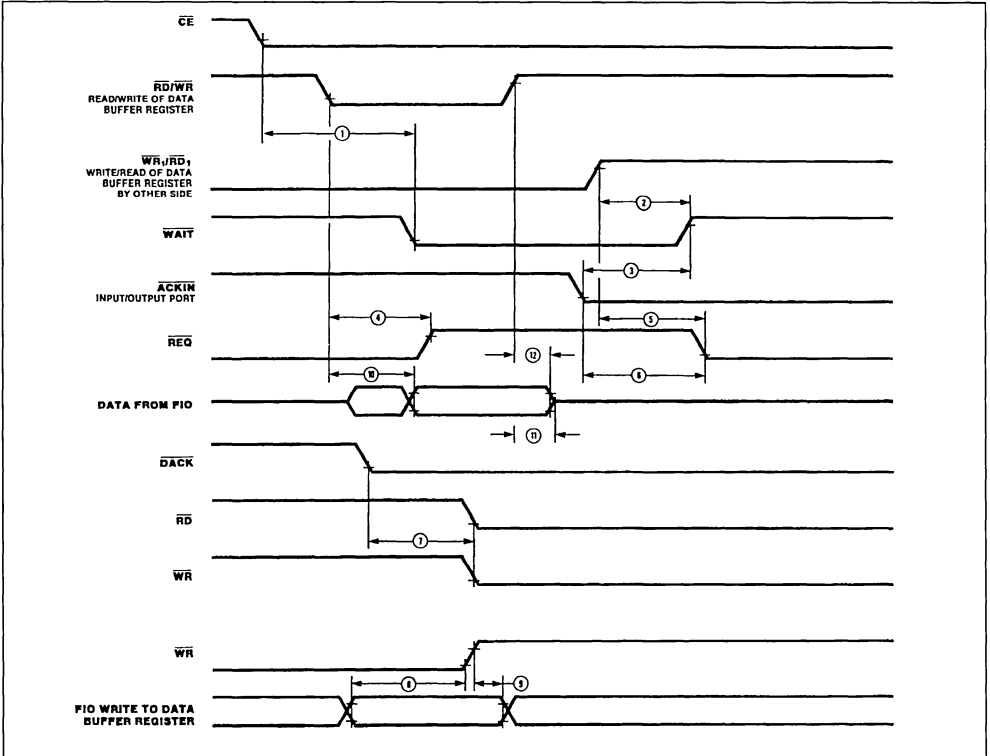 CE
RD/WR
READ/WRITE OF DATA
BUFFER REGISTER
1
WR1/RD1
WRITE/READ OF DATA
BUFFER REGISTER
BY OTHER SIDE
2
WAIT
3
ACKIN
INPUT/OUTPUT PORT
4
5
REQ
12
10
6
DATA FROM FIO
11
DACK
RD
7
WR
WR
8
9
FIO WRITE TO DATA
BUFFER REGISTER